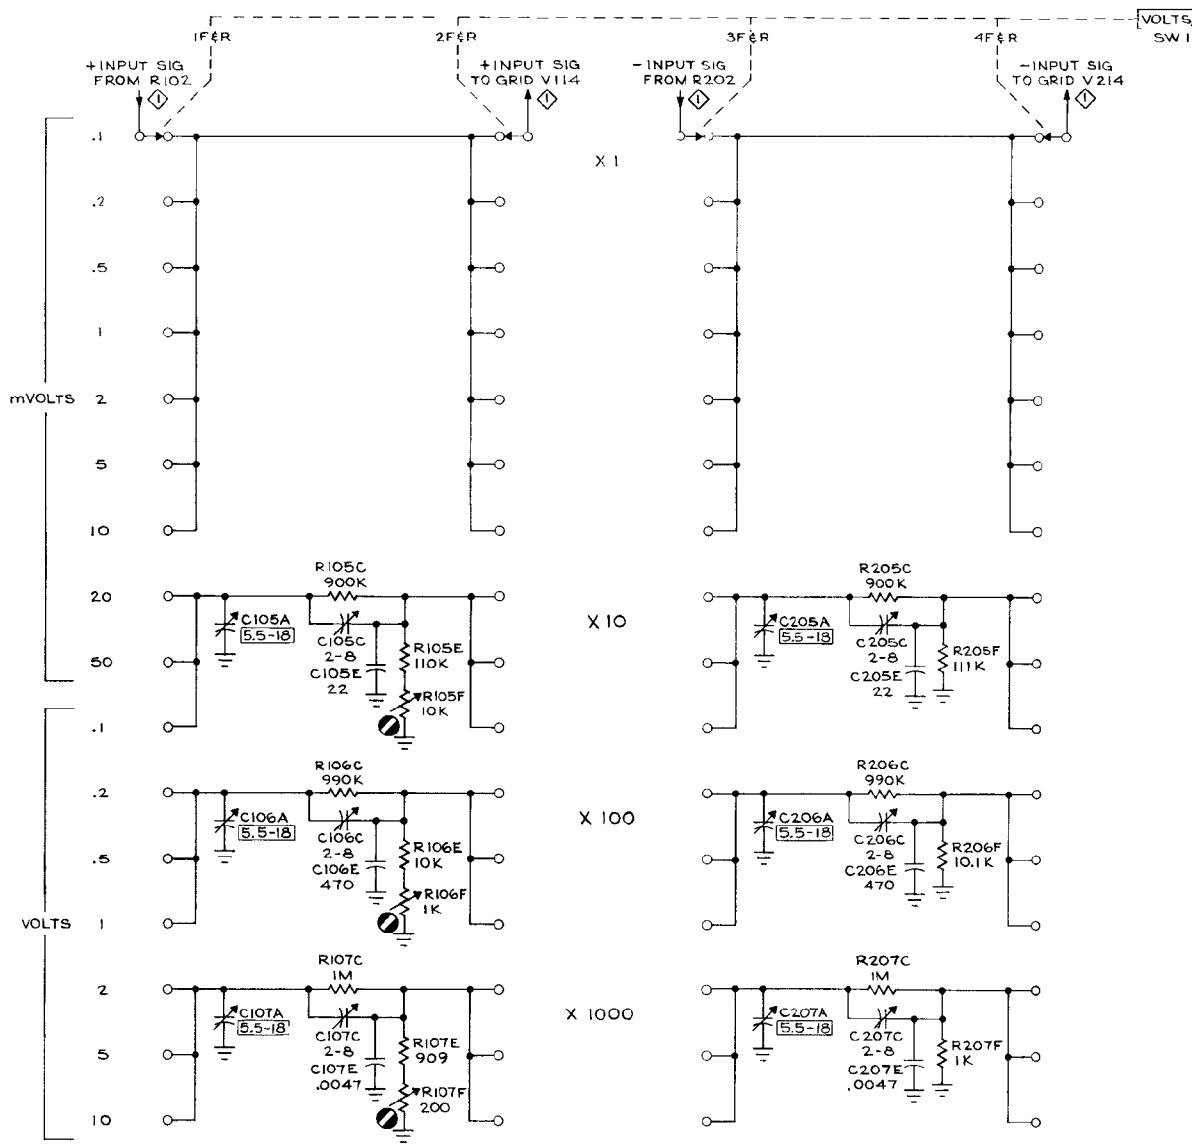 VOLTS
SW 1
1F&R
2F&R
3F&R
4F&R
+INPUT SIG
FROM R102
1
+INPUT SIG
TO GRID V114
1
-INPUT SIG
FROM R202
1
-INPUT SIG
TO GRID V214
1
mVOLTS
.1
.2
.5
1
2
5
10
20
50
X 1
R105C
900K
C105A
5.5-18
C105C
2-8
C105E
22
R105E
110K
R105F
10K
X 10
R205C
900K
C205A
5.5-18
C205C
2-8
C205E
22
R205F
111K
VOLTS
.1
.2
.5
1
2
5
10
R106C
990K
C106A
5.5-18
C106C
2-8
C106E
470
R106E
10K
R106F
1K
X 100
R206C
990K
C206A
5.5-18
C206C
2-8
C206E
470
R206F
10.1K
R107C
1M
C107A
5.5-18
C107C
2-8
C107E
.0047
R107E
909
R107F
200
X 1000
R207C
1M
C207A
5.5-18
C207C
2-8
C207E
.0047
R207F
1K